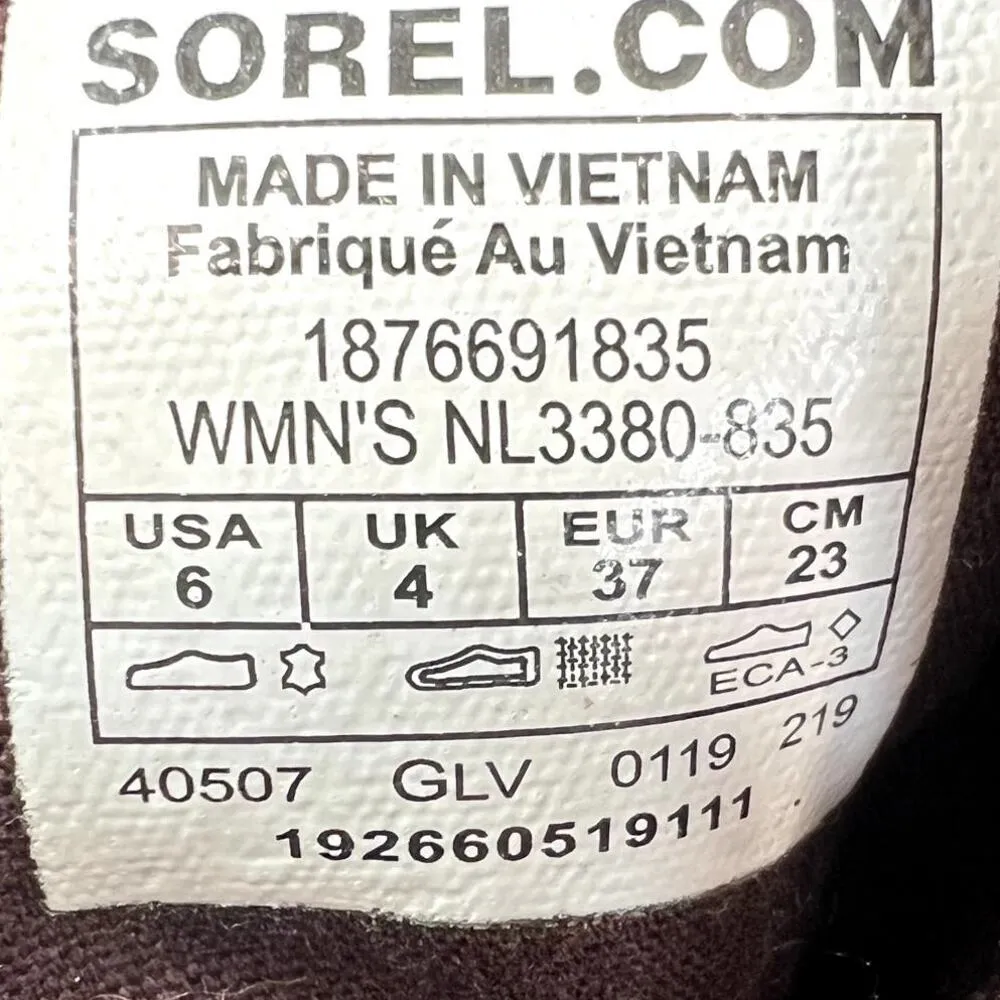 SOREL.COM
MADE IN VIETNAM
Fabriqué Au Vietnam
1876691835
WMN'S NL3380-835
USA UK EUR CM
6 4 37 23
ECA-3
40507 GLV 0119 219
192660519111